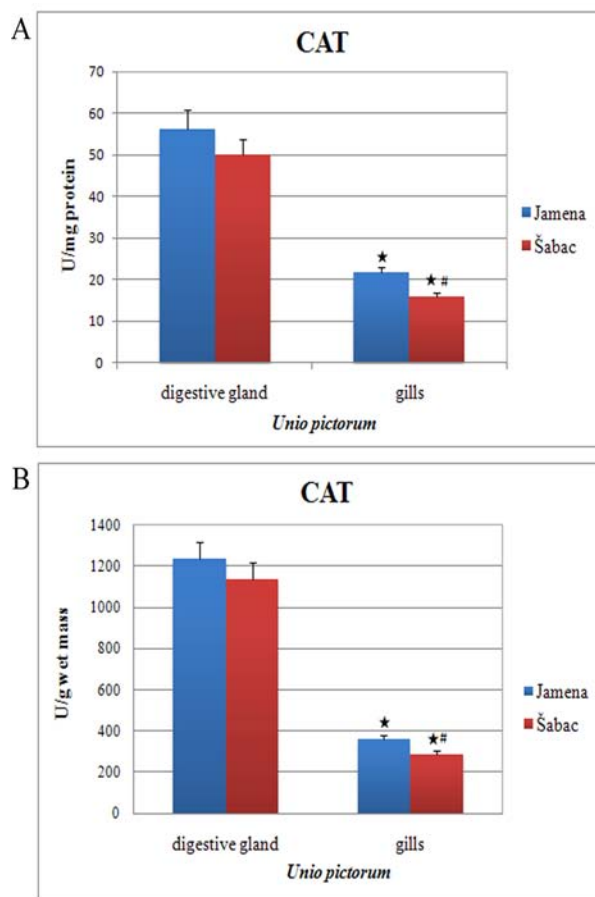 A
CAT
70
60
50
40
30
20
10
0
U/mg protein
★
★ #
Jamena
Šabac
digestive gland gills
Unio pictorum
B
CAT
1400
1200
1000
800
600
400
200
0
U/g wet mass
★
★#
Jamena
Šabac
digestive gland gills
Unio pictorum